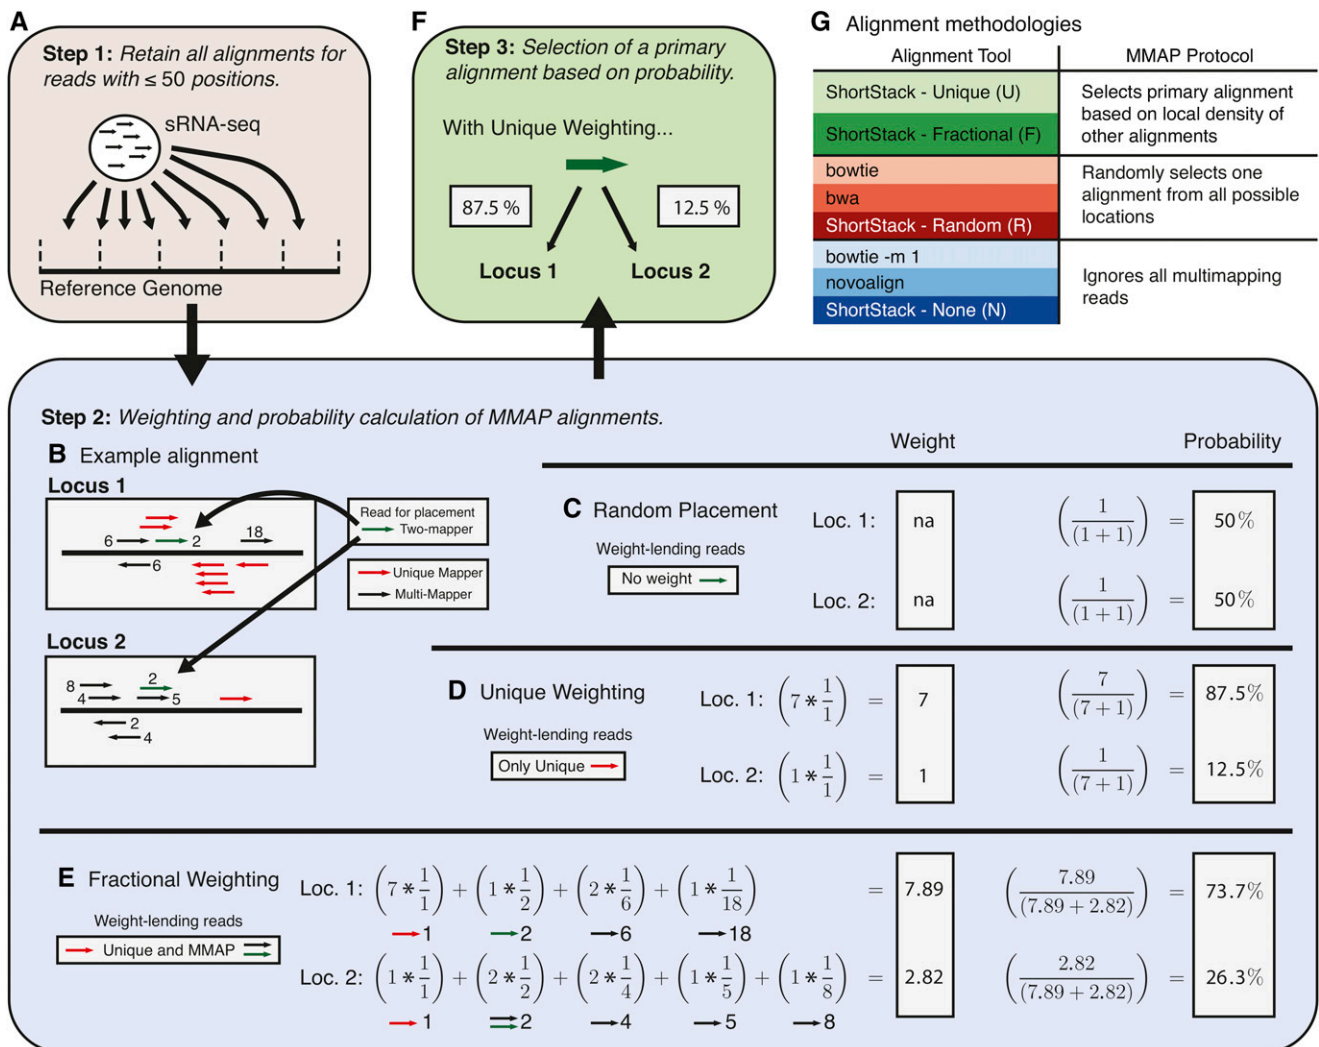 A
Step 1: Retain all alignments for
reads with ≤ 50 positions.
sRNA-seq
Reference Genome
F
Step 3: Selection of a primary
alignment based on probability.
With Unique Weighting...
87.5 %
12.5 %
Locus 1
Locus 2
G Alignment methodologies
Alignment Tool
MMAP Protocol
ShortStack - Unique (U)
ShortStack - Fractional (F)
Selects primary alignment
based on local density of
other alignments
bowtie
bwa
ShortStack - Random (R)
Randomly selects one
alignment from all possible
locations
bowtie -m 1
novoalign
ShortStack - None (N)
Ignores all multimapping
reads
Step 2: Weighting and probability calculation of MMAP alignments.
B Example alignment
Locus 1
6
2
18
6
Read for placement
Two-mapper
Unique Mapper
Multi-Mapper
Locus 2
8
2
4
5
2
4
Weight
Probability
C Random Placement
Weight-lending reads
No weight
Loc. 1: na (1/(1 + 1)) = 50%
Loc. 2: na (1/(1 + 1)) = 50%
D Unique Weighting
Weight-lending reads
Only Unique
Loc. 1: (7 * 1/1) = 7 (7/(7 + 1)) = 87.5%
Loc. 2: (1 * 1/1) = 1 (1/(7 + 1)) = 12.5%
E Fractional Weighting
Weight-lending reads
Unique and MMAP
Loc. 1: (7 * 1/1) + (1 * 1/2) + (2 * 1/6) + (1 * 1/18) = 7.89 (7.89/(7.89 + 2.82)) = 73.7%
1 2 6 18
Loc. 2: (1 * 1/1) + (2 * 1/2) + (2 * 1/4) + (1 * 1/5) + (1 * 1/8) = 2.82 (2.82/(7.89 + 2.82)) = 26.3%
1 2 4 5 8